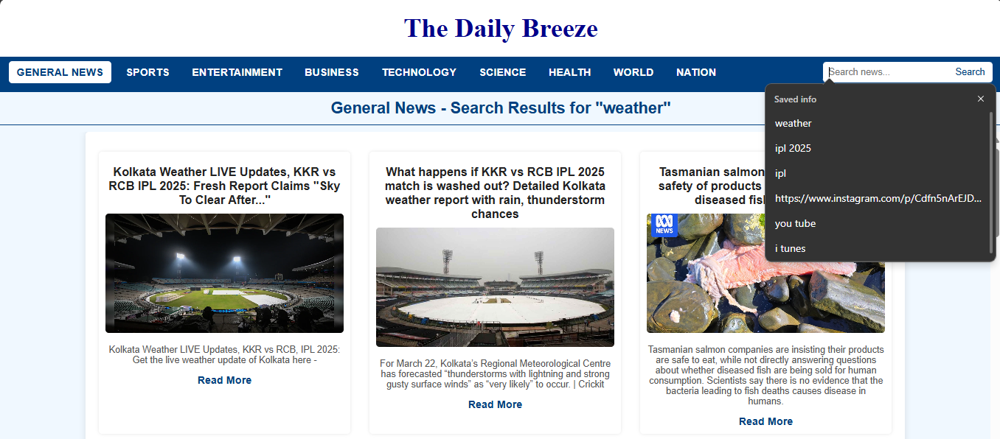 The Daily Breeze
GENERAL NEWS SPORTS ENTERTAINMENT BUSINESS TECHNOLOGY SCIENCE HEALTH WORLD NATION
Search news... Search
General News - Search Results for "weather"
Saved info
weather
ipl 2025
ipl
https://www.instagram.com/p/Cdfn5nArEJD...
you tube
i tunes
Kolkata Weather LIVE Updates, KKR vs
RCB IPL 2025: Fresh Report Claims "Sky
To Clear After..."
Kolkata Weather LIVE Updates, KKR vs RCB, IPL 2025:
Get the live weather update of Kolkata here -
Read More
What happens if KKR vs RCB IPL 2025
match is washed out? Detailed Kolkata
weather report with rain, thunderstorm
chances
For March 22, Kolkata’s Regional Meteorological Centre
has forecasted “thunderstorms with lightning and strong
gusty surface winds” as “very likely” to occur. | Crickit
Read More
Tasmanian salmon
safety of products
diseased
NEWS
Tasmanian salmon companies are insisting their products
are safe to eat, while not directly answering questions
about whether diseased fish are being sold for human
consumption. Scientists say there is no evidence that the
bacteria leading to fish deaths causes disease in
humans.
Read More